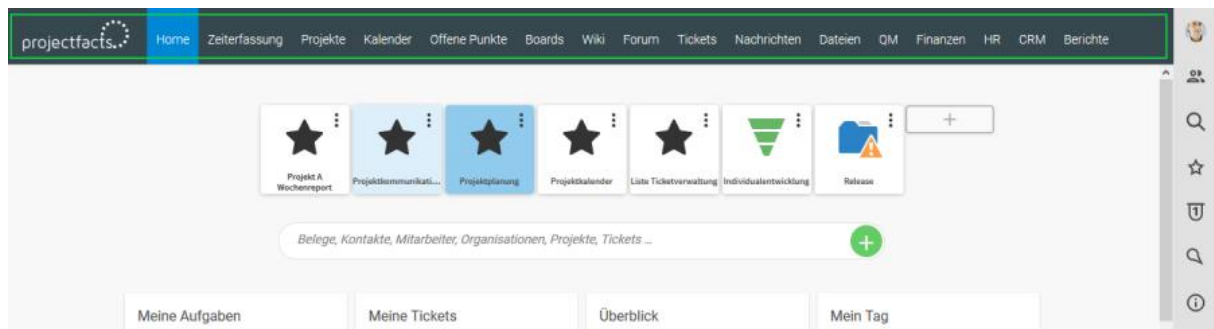 projectfacts Home Zeiterfassung Projekte Kalender Offene Punkte Boards Wiki Forum Tickets Nachrichten Dateien QM Finanzen HR CRM Berichte
Projekt A
Wochenreport
Projektkommunikati...
Projektplanung
Projektkalender
Liste Ticketverwaltung
Individualentwicklung
Release
+
Belege, Kontakte, Mitarbeiter, Organisationen, Projekte, Tickets ...
+
1
Meine Aufgaben
Meine Tickets
Überblick
Mein Tag